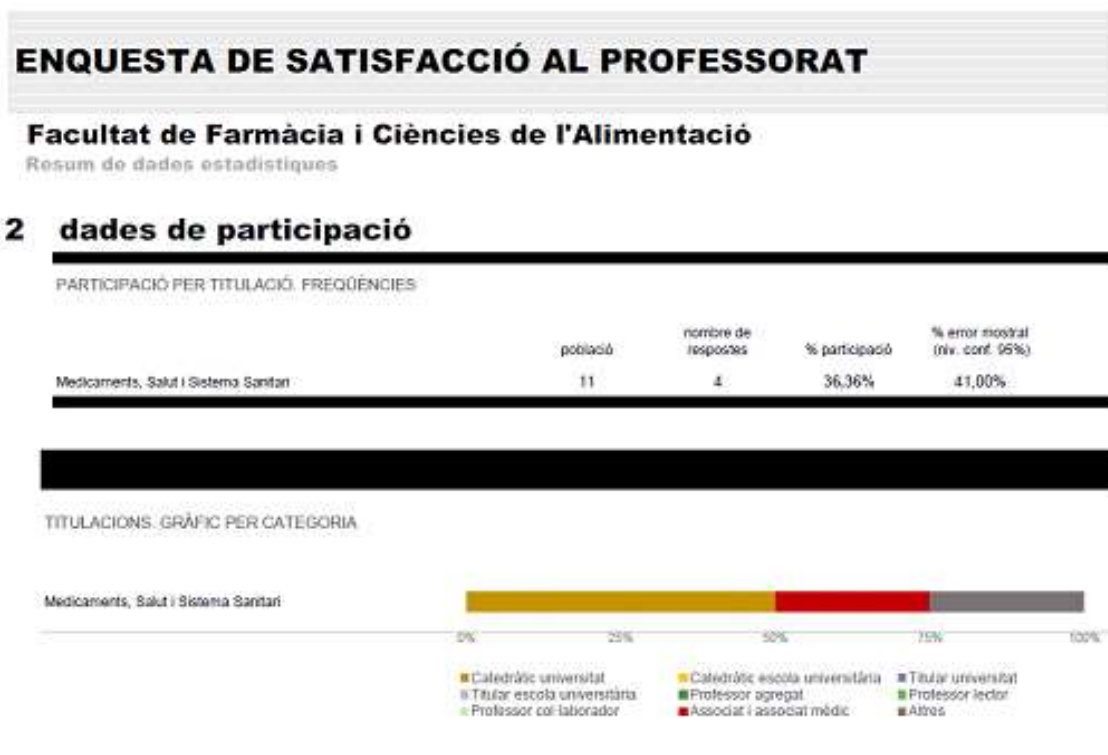 ENQUESTA DE SATISFACCIÓ AL PROFESSORAT
Facultat de Farmàcia i Ciències de l'Alimentació
Resum de dades estadístiques
2 dades de participació
PARTICIPACIÓ PER TITULACIÓ. FREQÜÈNCIES
població nombre de respostes % participació % error mostral (niv. conf. 95%)
Medicaments, Salut i Sistema Sanitari 11 4 36,36% 41,00%
TITULACIONS. GRÀFIC PER CATEGORIA
Medicaments, Salut i Sistema Sanitari
0% 25% 50% 75% 100%
Catedràtic universitat Catedràtic escola universitària Titular universitat
Titular escola universitària Professor agregat Professor lector
Professor col·laborador Associat i associat mèdic Altres